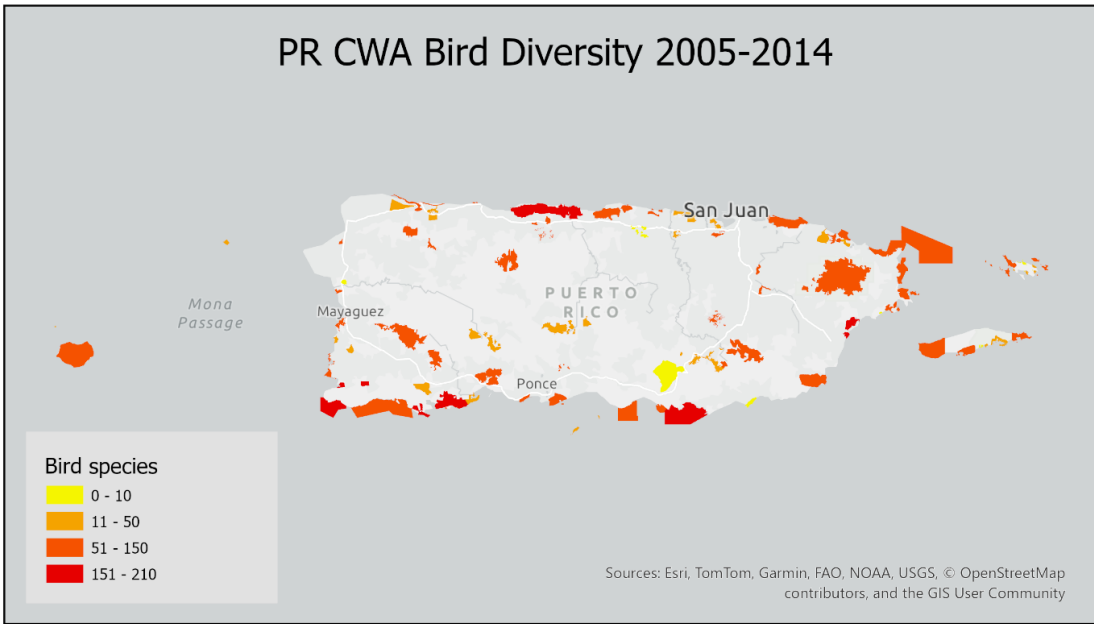 PR CWA Bird Diversity 2005-2014
San Juan
PUERTO
RICO
Mona
Passage
Mayaguez
Ponce
Bird species
0 - 10
11 - 50
51 - 150
151 - 210
Sources: Esri, TomTom, Garmin, FAO, NOAA, USGS, © OpenStreetMap
contributors, and the GIS User Community